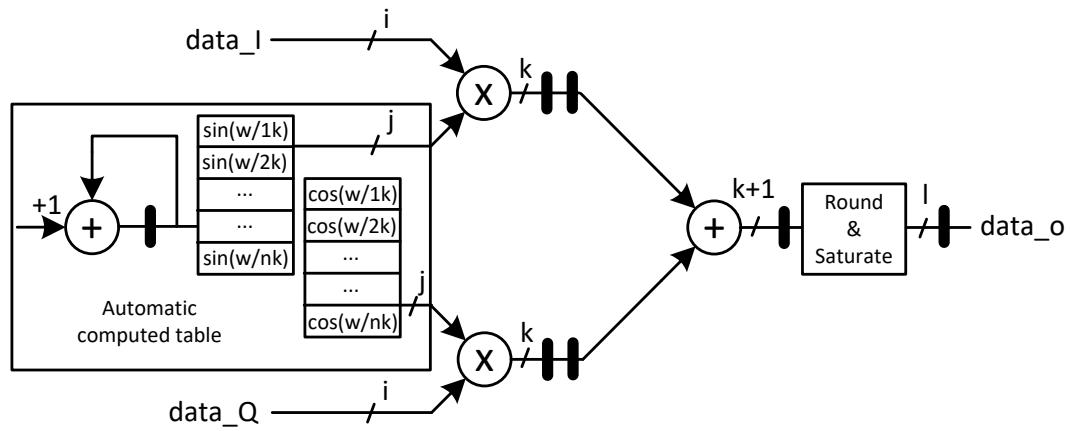 data_I
i
X
k
+1
+
sin(w/1k)
sin(w/2k)
...
...
sin(w/nk)
j
cos(w/1k)
cos(w/2k)
...
...
cos(w/nk)
j
Automatic
computed table
+
k+1
Round
&
Saturate
l
data_o
X
k
data_Q
i